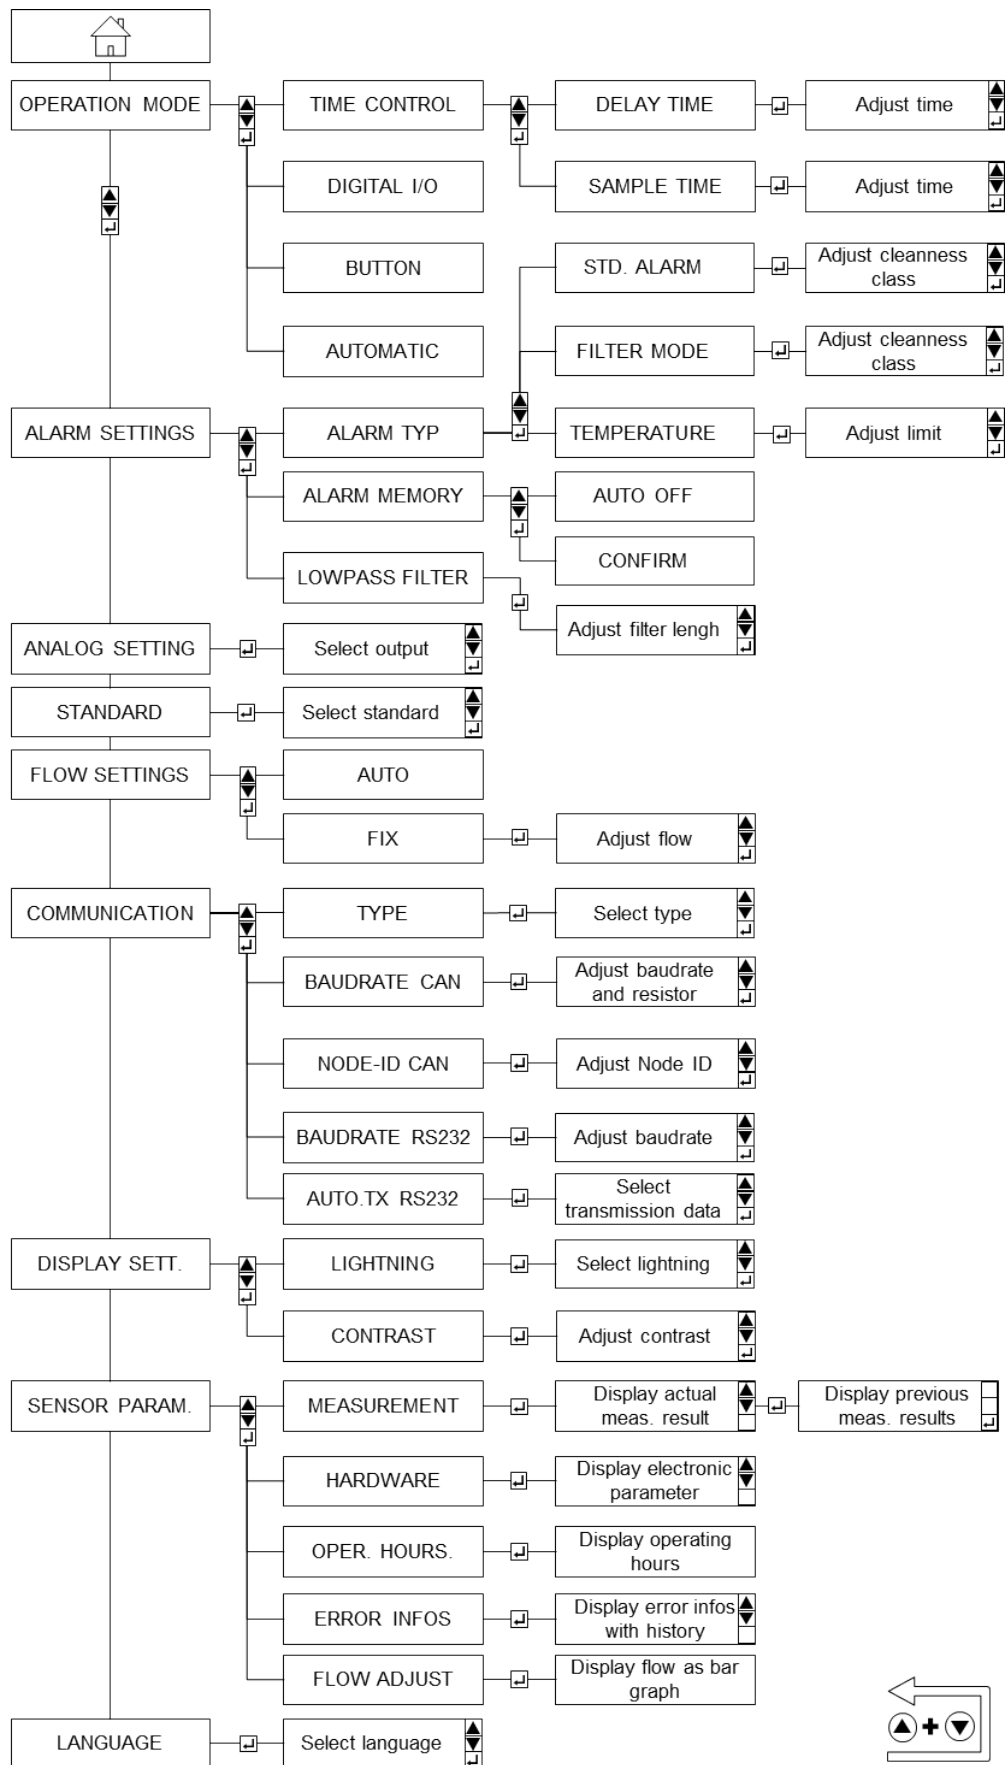 OPERATION MODE
TIME CONTROL
DELAY TIME
Adjust time
DIGITAL I/O
SAMPLE TIME
Adjust time
BUTTON
STD. ALARM
Adjust cleanness
class
AUTOMATIC
FILTER MODE
Adjust cleanness
class
ALARM SETTINGS
ALARM TYP
TEMPERATURE
Adjust limit
ALARM MEMORY
AUTO OFF
CONFIRM
LOWPASS FILTER
Adjust filter lengh
ANALOG SETTING
Select output
STANDARD
Select standard
FLOW SETTINGS
AUTO
FIX
Adjust flow
COMMUNICATION
TYPE
Select type
BAUDRATE CAN
Adjust baudrate
and resistor
NODE-ID CAN
Adjust Node ID
BAUDRATE RS232
Adjust baudrate
AUTO.TX RS232
Select
transmission data
DISPLAY SETT.
LIGHTNING
Select lightning
CONTRAST
Adjust contrast
SENSOR PARAM.
MEASUREMENT
Display actual
meas. result
Display previous
meas. results
HARDWARE
Display electronic
parameter
OPER. HOURS.
Display operating
hours
ERROR INFOS
Display error infos
with history
FLOW ADJUST
Display flow as bar
graph
LANGUAGE
Select language
+